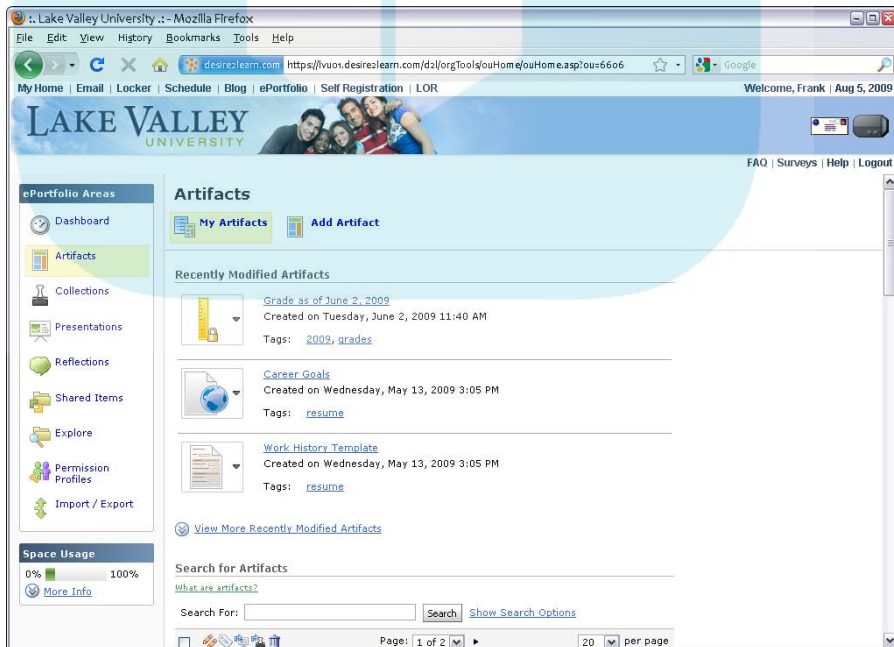 :. Lake Valley University .: - Mozilla Firefox
File Edit View History Bookmarks Tools Help
desire2learn.com https://lvuo1.desire2learn.com/d2l/orgTools/ouHome/ouHome.asp?ou=6606 Google
My Home | Email | Locker | Schedule | Blog | ePortfolio | Self Registration | LOR Welcome, Frank | Aug 5, 2009
LAKE VALLEY
UNIVERSITY
FAQ | Surveys | Help | Logout
ePortfolio Areas
Dashboard
Artifacts
Collections
Presentations
Reflections
Shared Items
Explore
Permission
Profiles
Import / Export
Space Usage
0% 100%
More Info
Artifacts
My Artifacts Add Artifact
Recently Modified Artifacts
Grade as of June 2, 2009
Created on Tuesday, June 2, 2009 11:40 AM
Tags: 2009, grades
Career Goals
Created on Wednesday, May 13, 2009 3:05 PM
Tags: resume
Work History Template
Created on Wednesday, May 13, 2009 3:05 PM
Tags: resume
View More Recently Modified Artifacts
Search for Artifacts
What are artifacts?
Search For: Search Show Search Options
Page: 1 of 2 20 per page